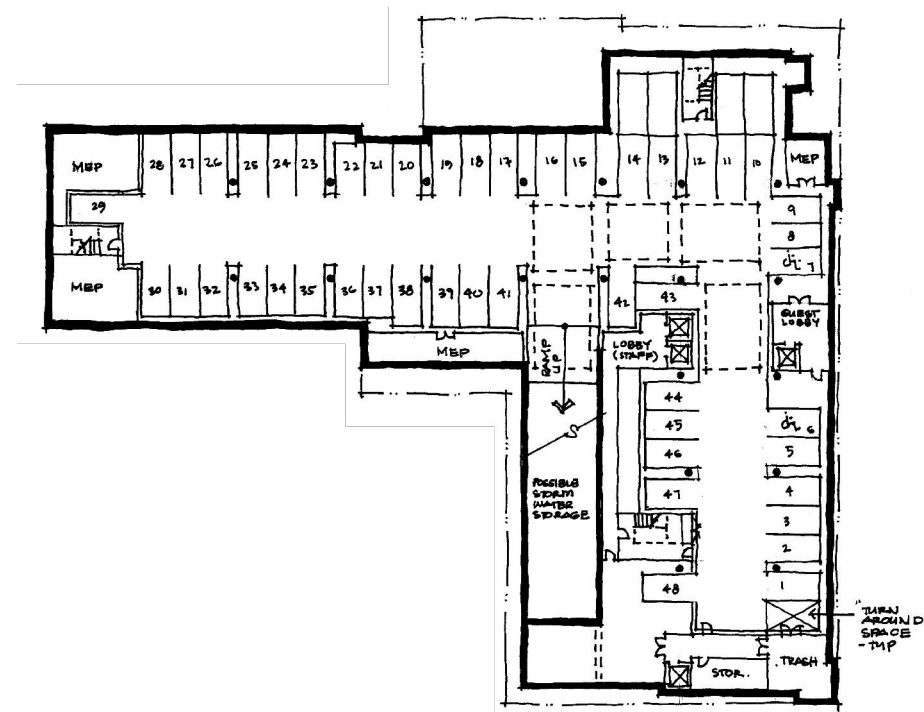 28 27 26 25 24 23 22 21 20 19 18 17 16 15 14 13 12 11 10
MEP
MEP
29
9
8
7
MEP
30 31 32 33 34 35 36 37 38 39 40 41 42
43
GUEST
LOBBY
MEP
RAMP
UP
LOBBY
(STAFF)
44
45
46
47
48
6
5
4
3
2
1
S
POSSIBLE
STORM
WATER
STORAGE
"TURN
AROUND
SPACE
-TYP
STOR.
TRASH